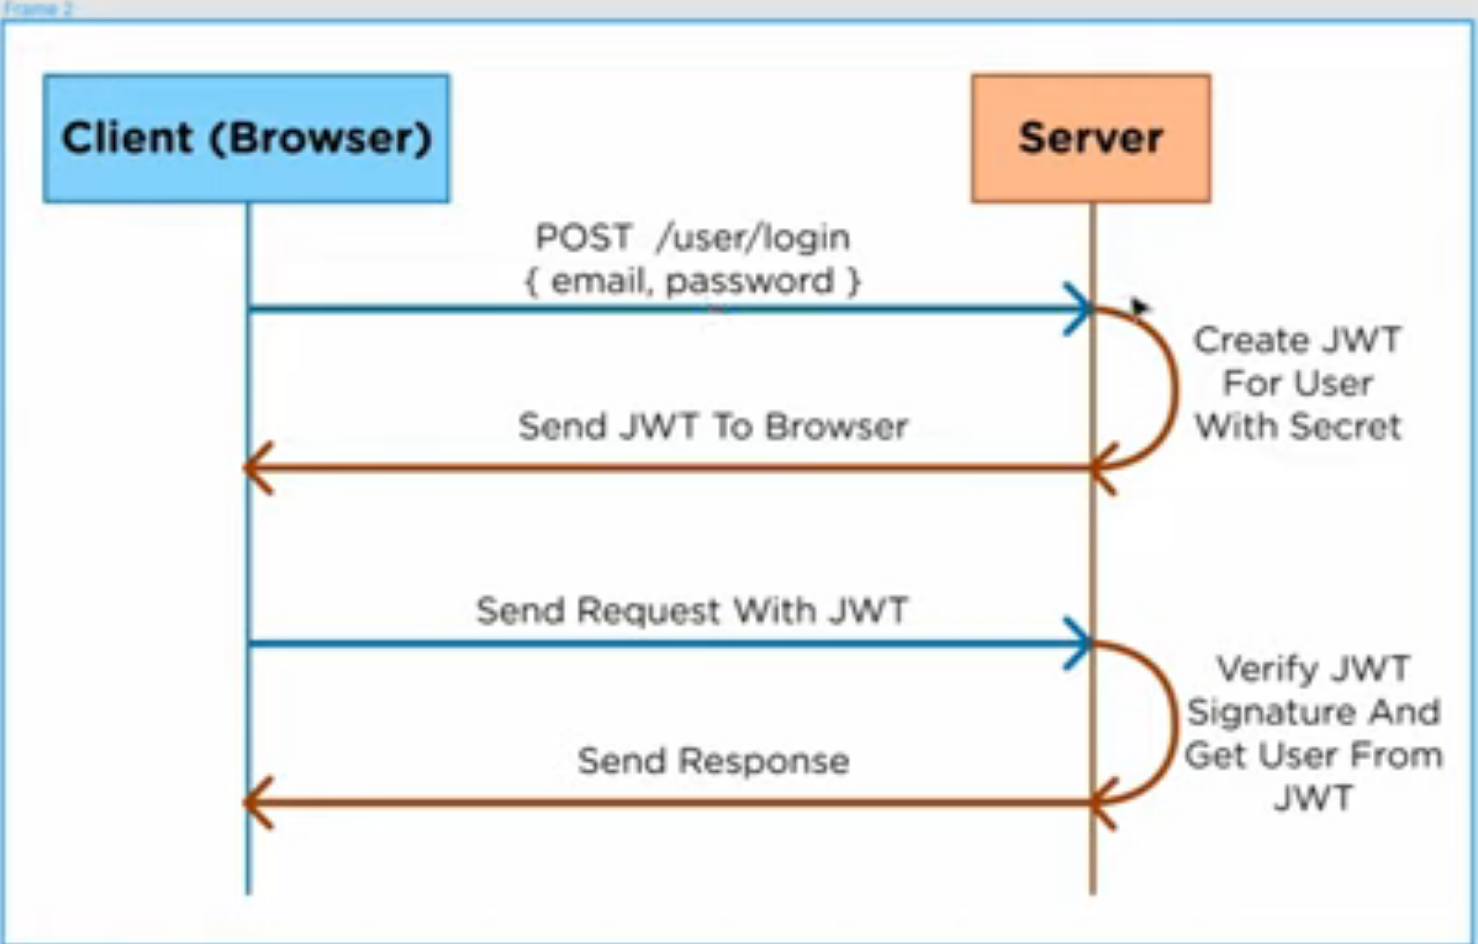 Frame 2
Client (Browser)
Server
POST /user/login
{ email, password }
Create JWT
For User
With Secret
Send JWT To Browser
Send Request With JWT
Verify JWT
Signature And
Get User From
JWT
Send Response